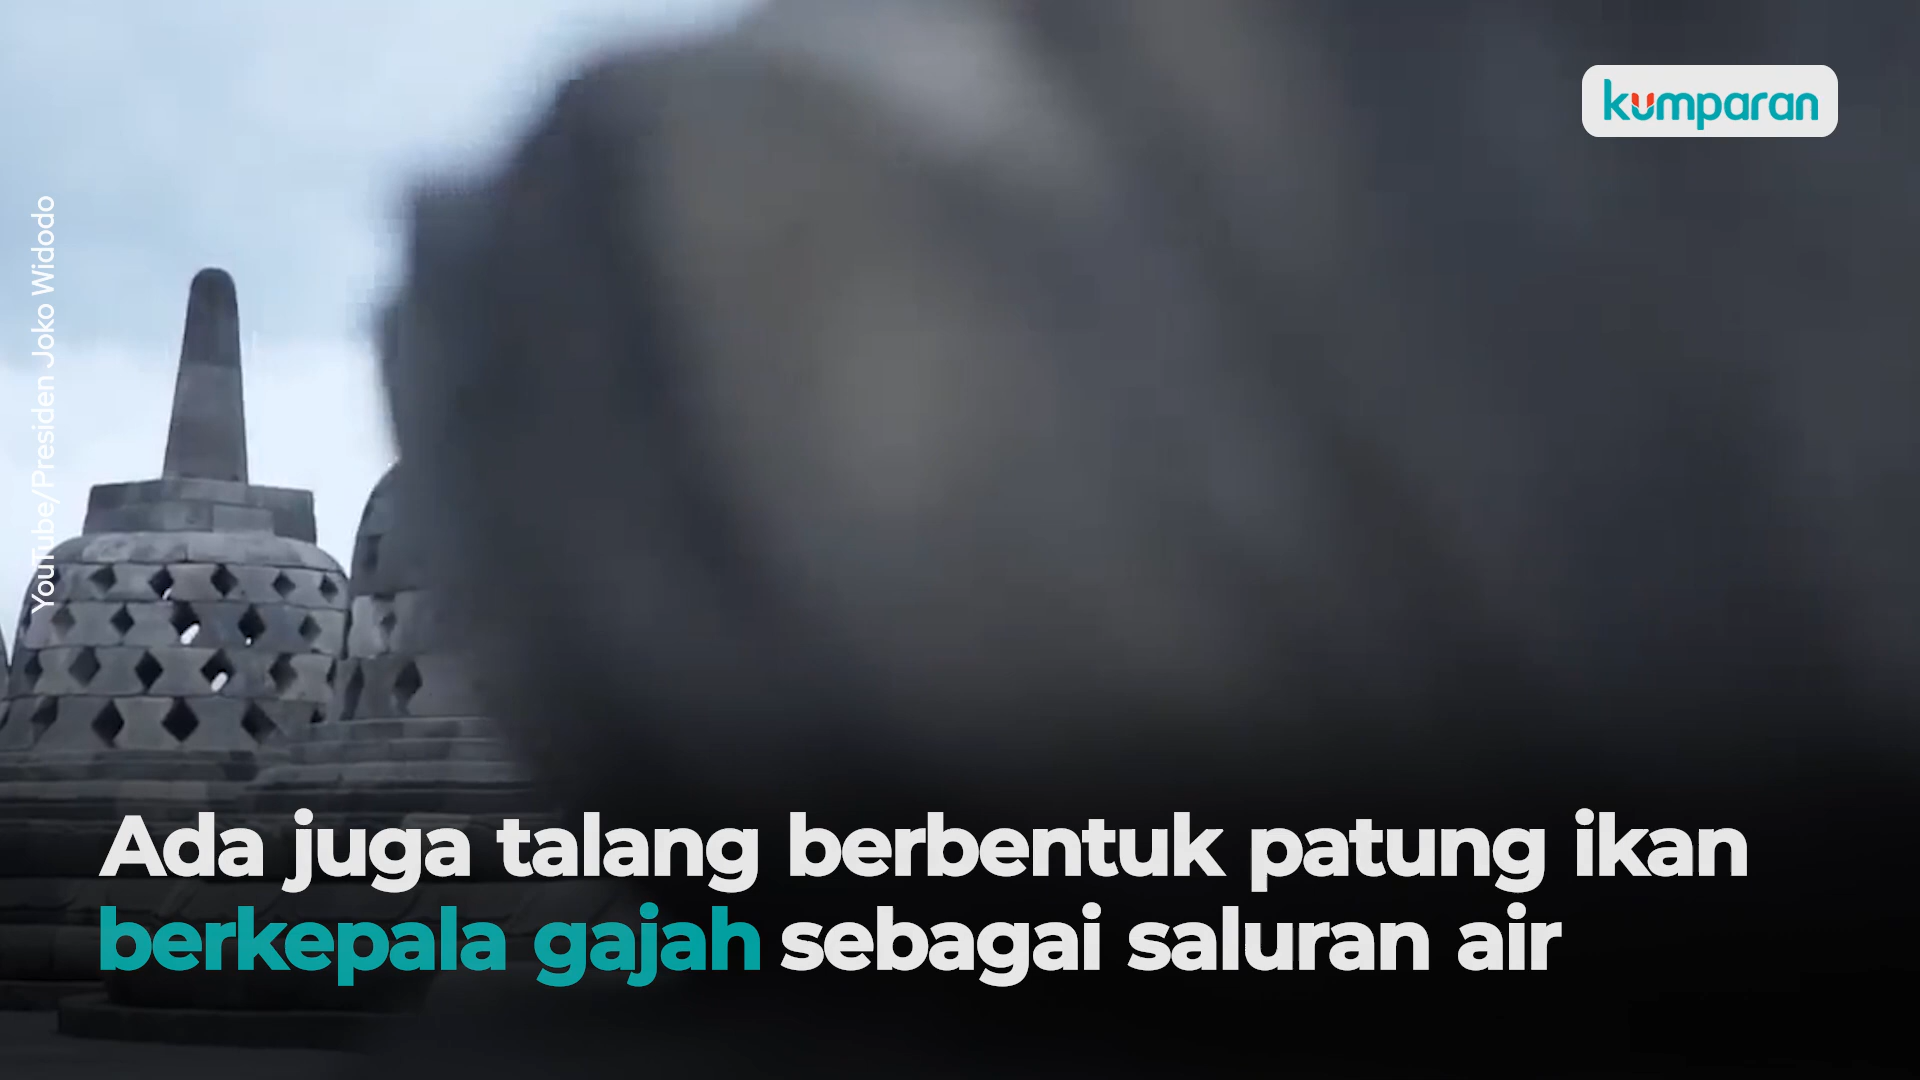 kumparan
YouTube/Presiden Joko Widodo
Ada juga talang berbentuk patung ikan
berkepala gajah sebagai saluran air